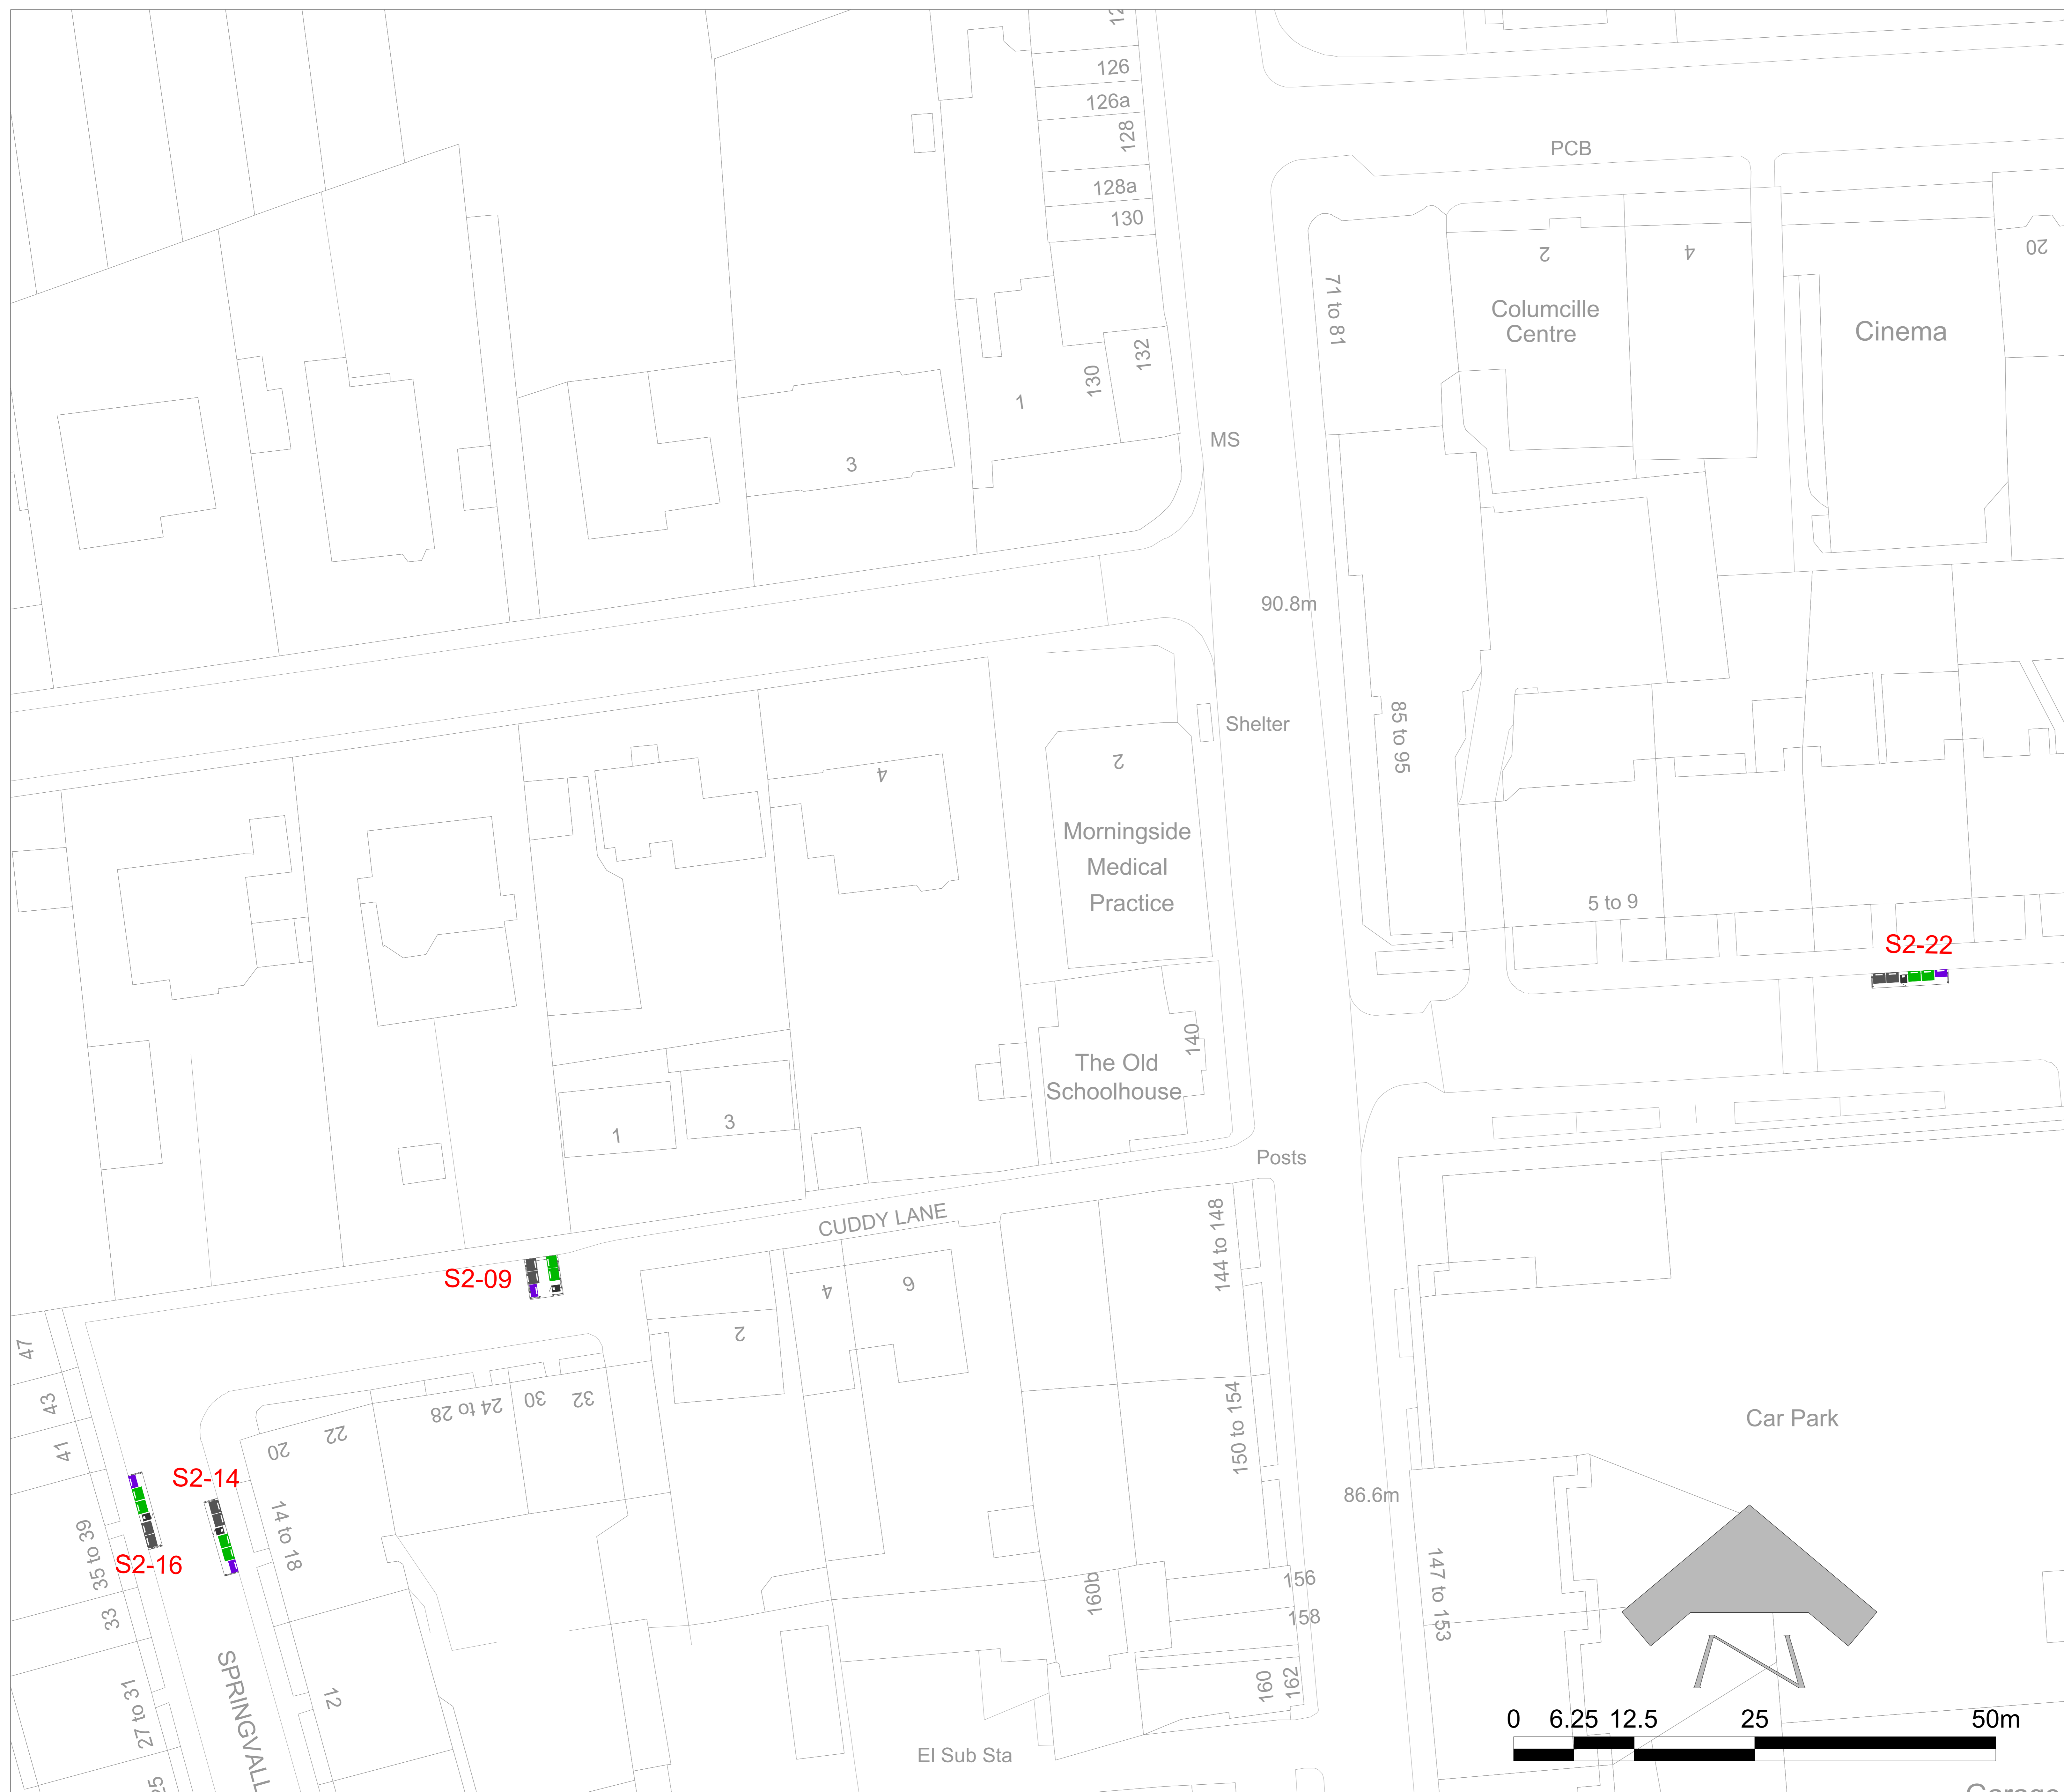 126
126a
128
128a
130
PCB
2
4
20
71 to 81
Columcille
Centre
Cinema
132
130
1
MS
3
90.8m
Shelter
85 to 95
4
2
Morningside
Medical
Practice
5 to 9
S2-22
140
The Old
Schoolhouse
1
3
Posts
CUDDY LANE
144 to 148
S2-09
4
6
2
47
43
41
20
22
24 to 28
30
32
150 to 154
Car Park
S2-14
86.6m
35 to 39
14 to 18
S2-16
33
160b
156
158
147 to 153
SPRINGVALL
27 to 31
12
160
162
N
0 6.25 12.5 25 50m
El Sub Sta
25
Garage